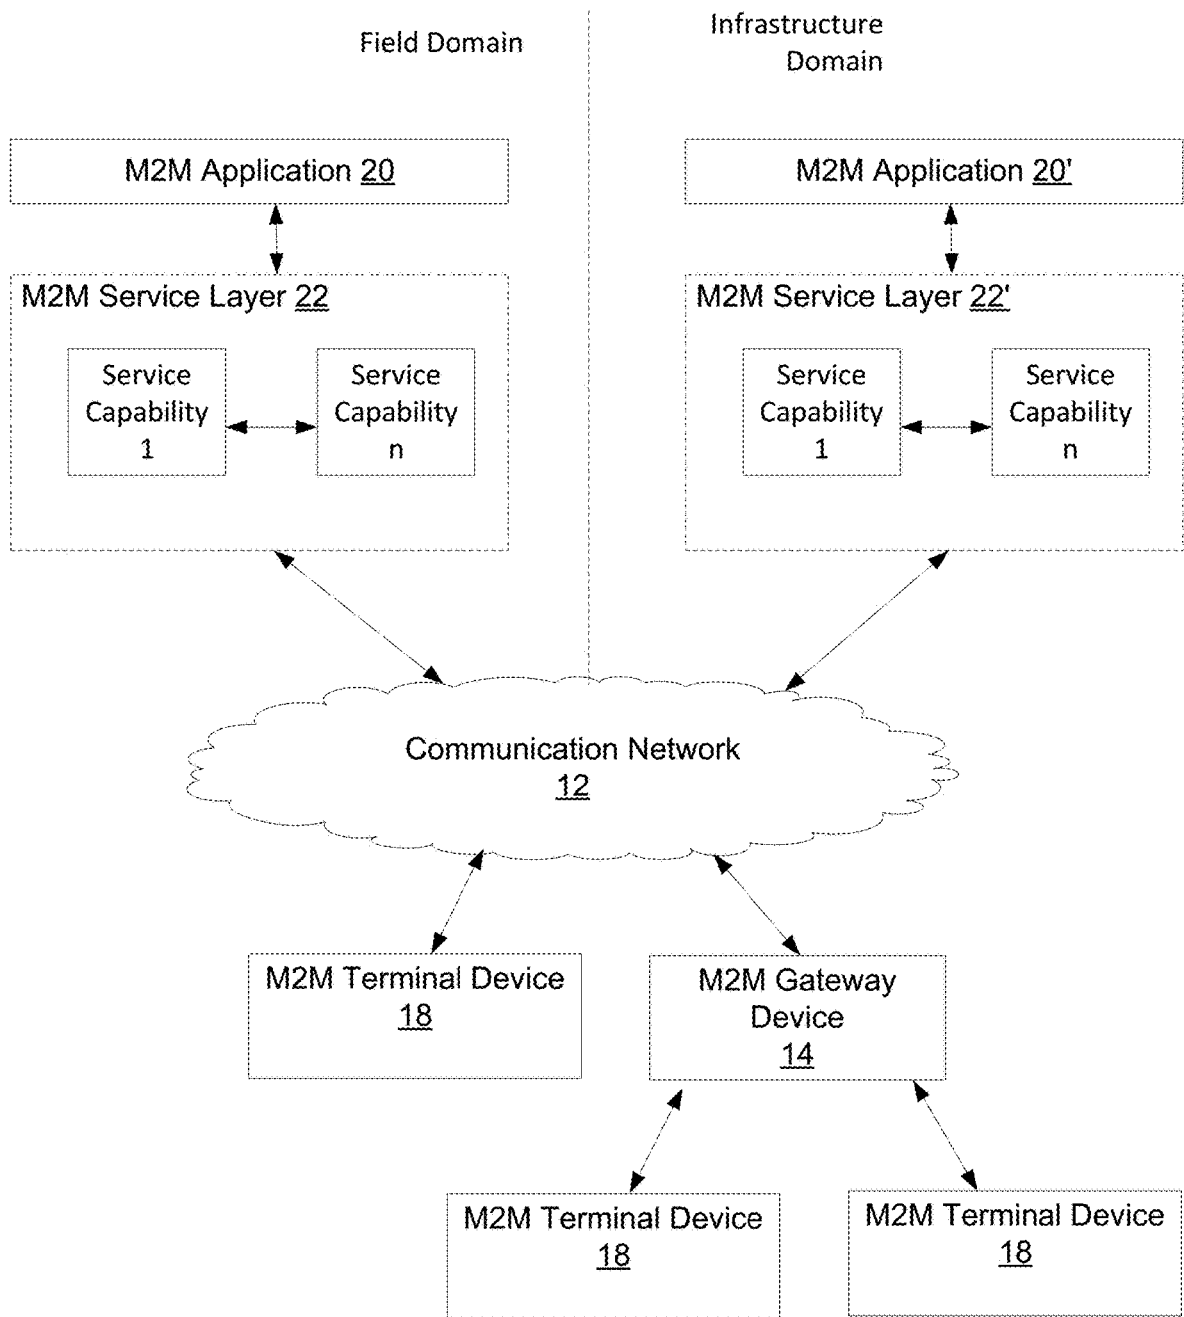 Field Domain
Infrastructure
Domain
M2M Application 20
M2M Application 20'
M2M Service Layer 22
Service
Capability
1
Service
Capability
n
M2M Service Layer 22'
Service
Capability
1
Service
Capability
n
Communication Network
12
M2M Terminal Device
18
M2M Gateway
Device
14
M2M Terminal Device
18
M2M Terminal Device
18